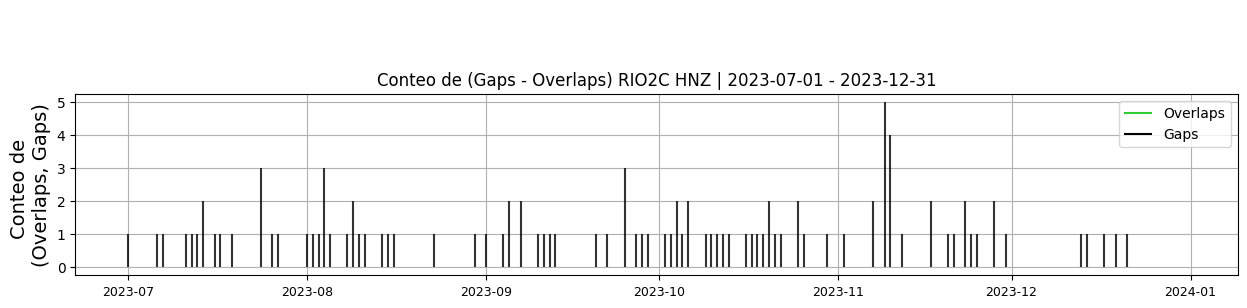 Conteo de (Gaps - Overlaps) RIO2C HNZ | 2023-07-01 - 2023-12-31
Conteo de
(Overlaps, Gaps)
5
4
3
2
1
0
Overlaps
Gaps
2023-07
2023-08
2023-09
2023-10
2023-11
2023-12
2024-01